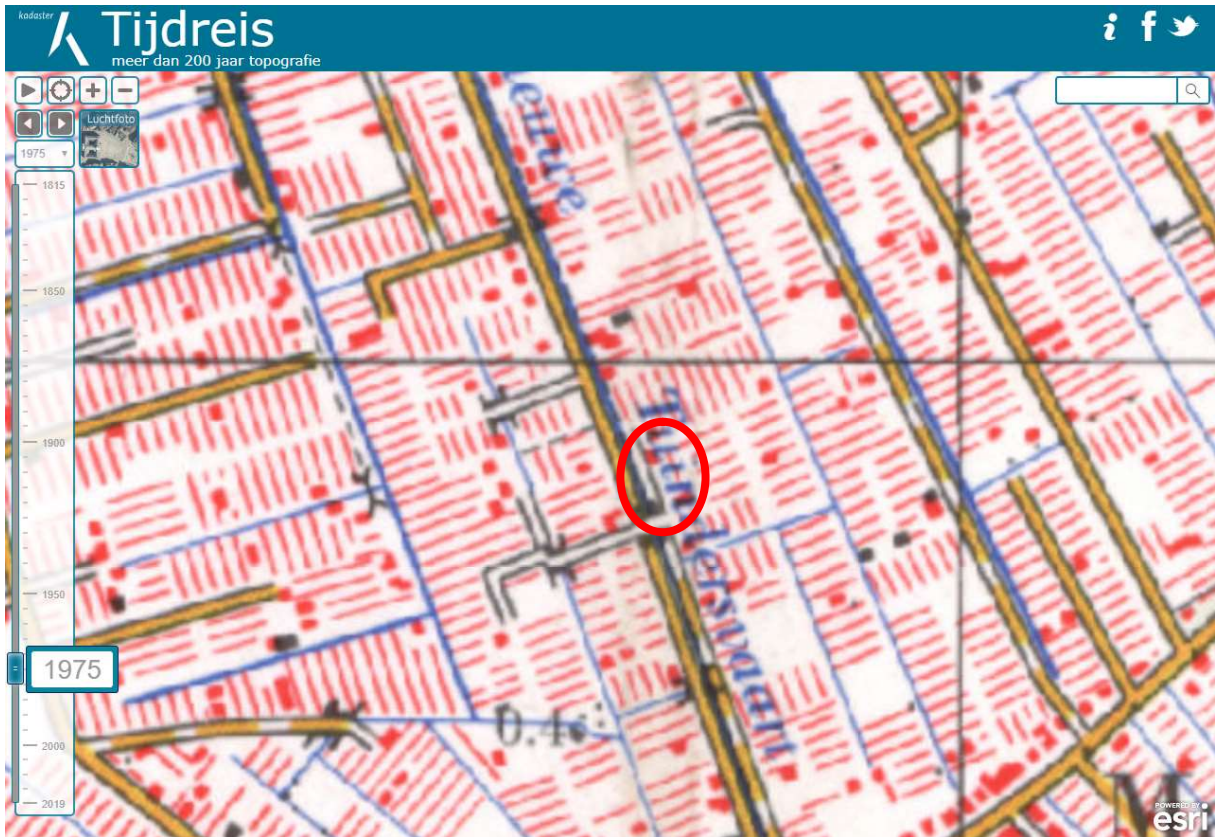 kadaster
Tijdreis
meer dan 200 jaar topografie
Luchtfoto
1975
1815
1850
1900
1950
1975
2000
2019
Tuindersvaart
0.4
M
POWERED BY
esri